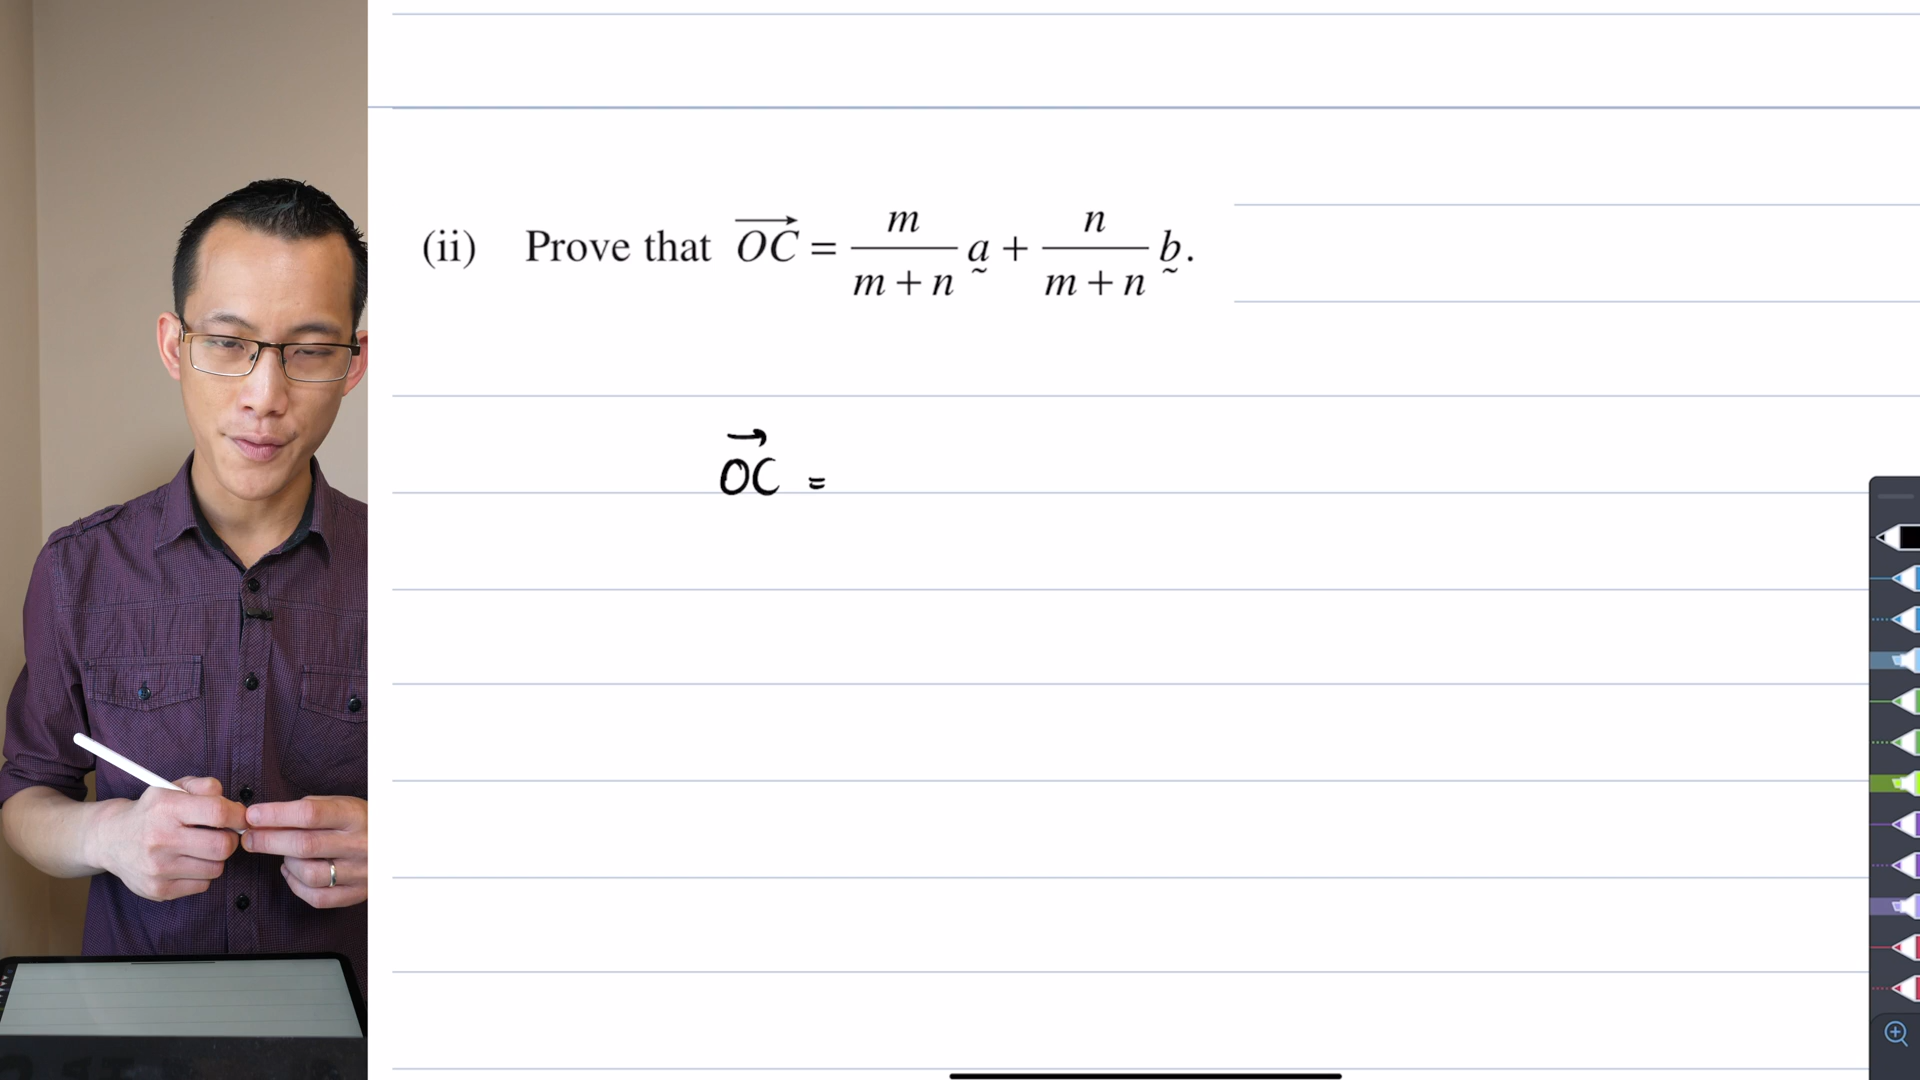 (ii) Prove that \overrightarrow{OC} = \frac{m}{m+n} \underset{\sim}{a} + \frac{n}{m+n} \underset{\sim}{b}.
\overrightarrow{OC} =